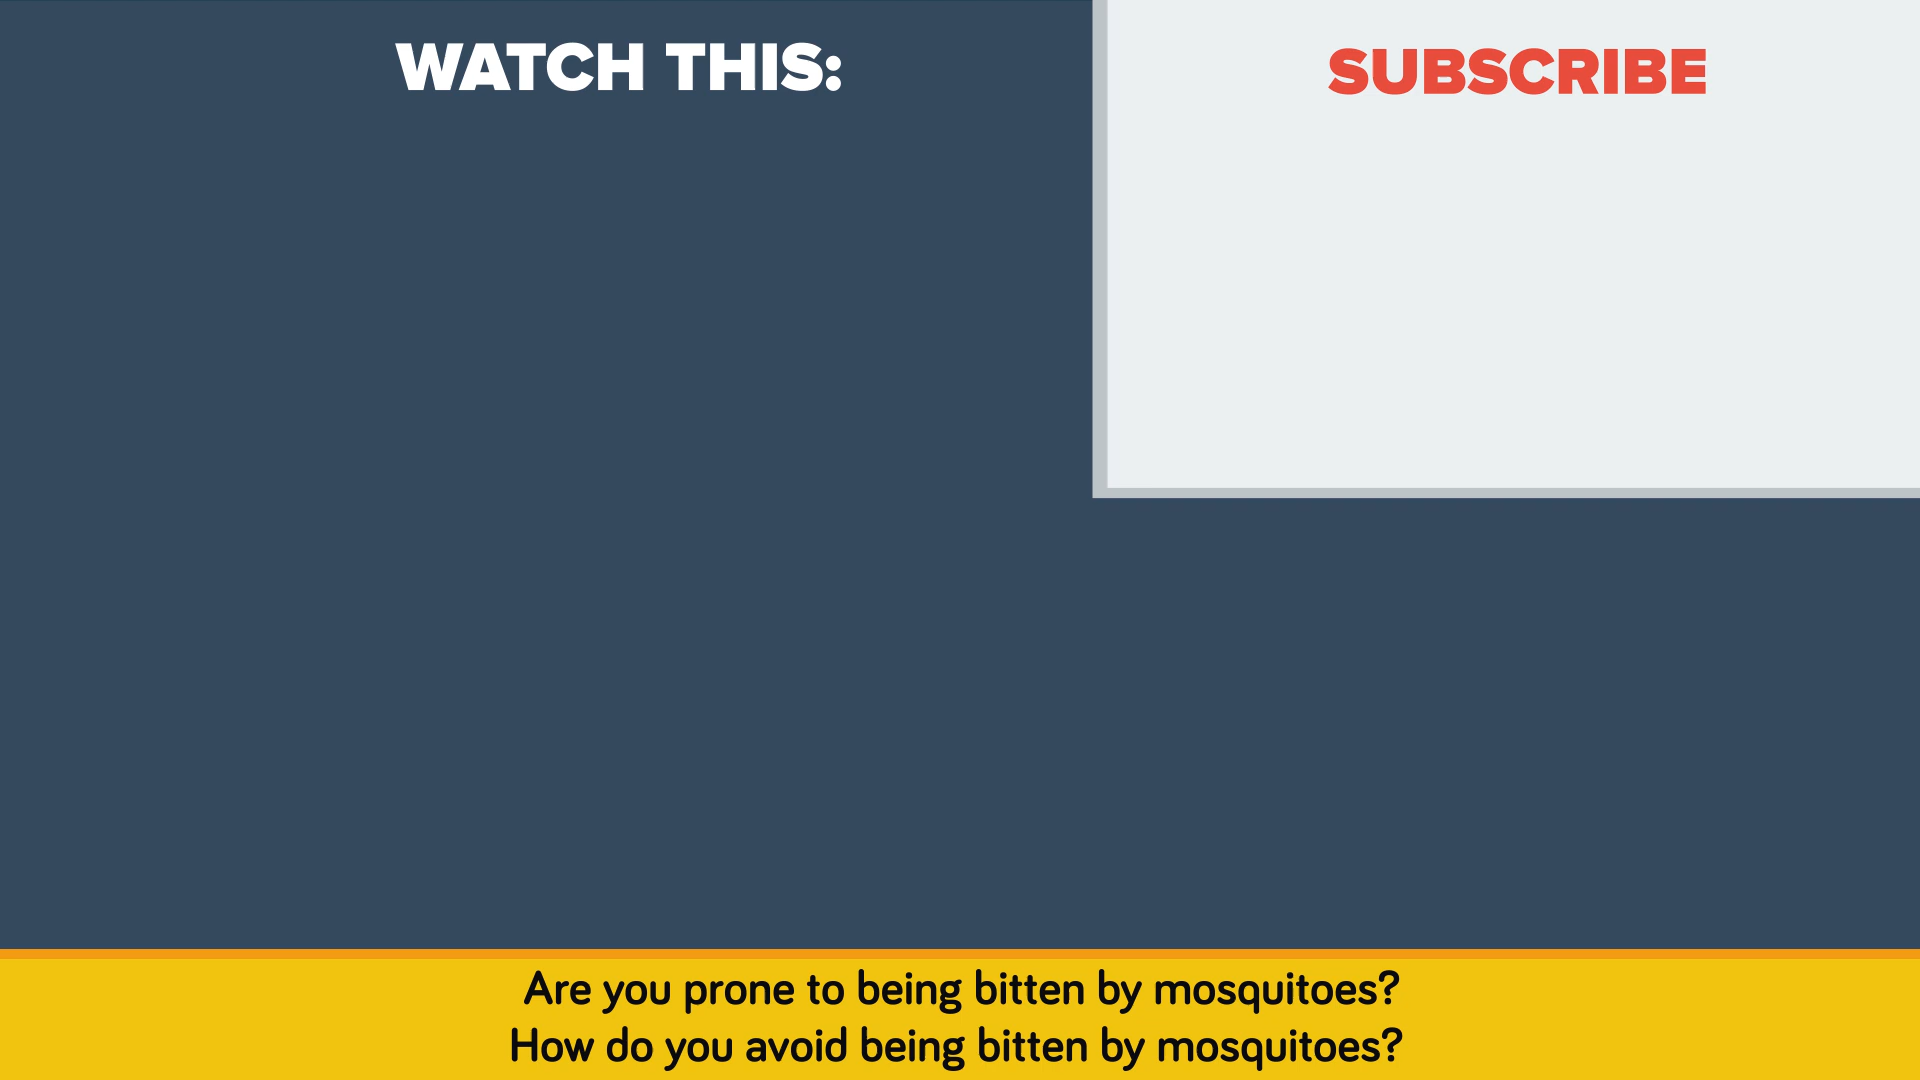 WATCH THIS:
SUBSCRIBE
Are you prone to being bitten by mosquitoes?
How do you avoid being bitten by mosquitoes?